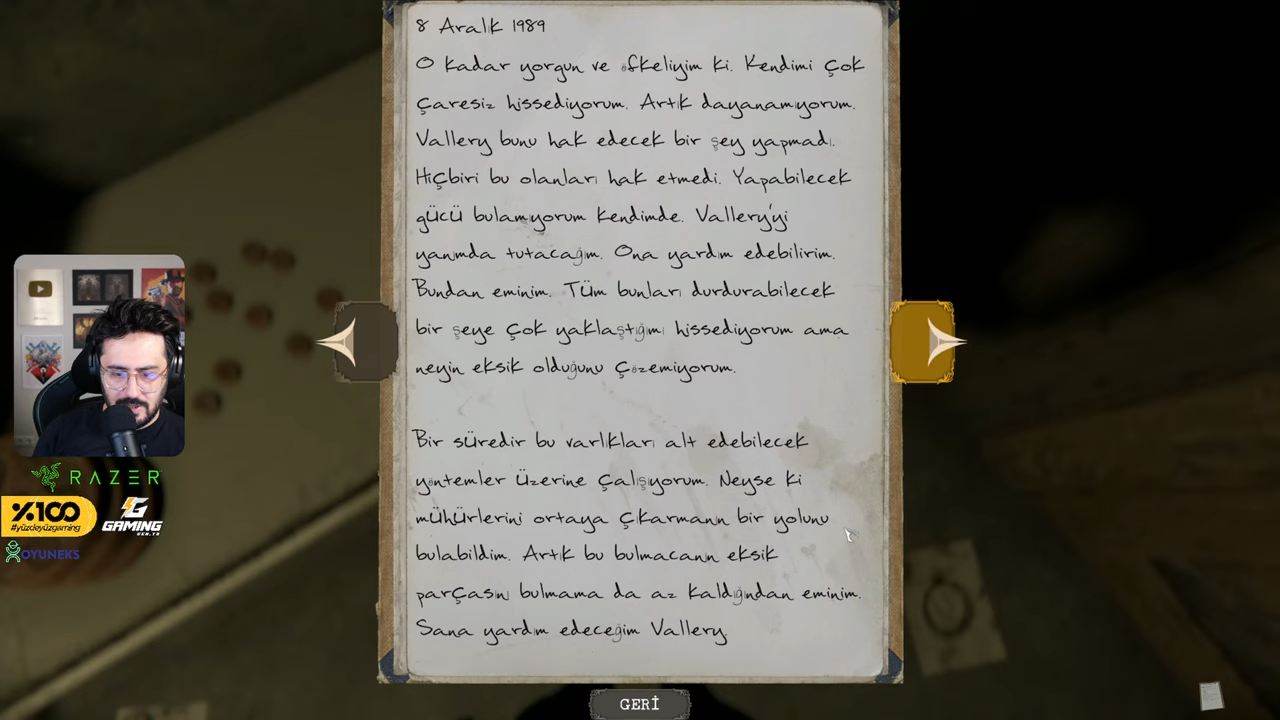 8 Aralık 1989
O kadar yorgun ve öfkeliyim ki. Kendimi çok
çaresiz hissediyorum. Artık dayanamıyorum.
Vallery bunu hak edecek bir şey yapmadı.
Hiçbiri bu olanları hak etmedi. Yapabilecek
gücü bulamıyorum kendimde. Vallery'yi
yanımda tutacağım. Ona yardım edebilirim.
Bundan eminim. Tüm bunları durdurabilecek
bir şeye çok yaklaştığımı hissediyorum ama
neyin eksik olduğunu çözemiyorum.
Bir süredir bu varlıkları alt edebilecek
yöntemler üzerine çalışıyorum. Neyse ki
mühürlerini ortaya çıkarmanın bir yolunu
bulabildim. Artık bu bulmacanın eksik
parçasını bulmama da az kaldığından eminim.
Sana yardım edeceğim Vallery.
GERİ
RAZER
%100
#yüzdeyüzgaming
GAMING
GEN.TR
OYUNEKS